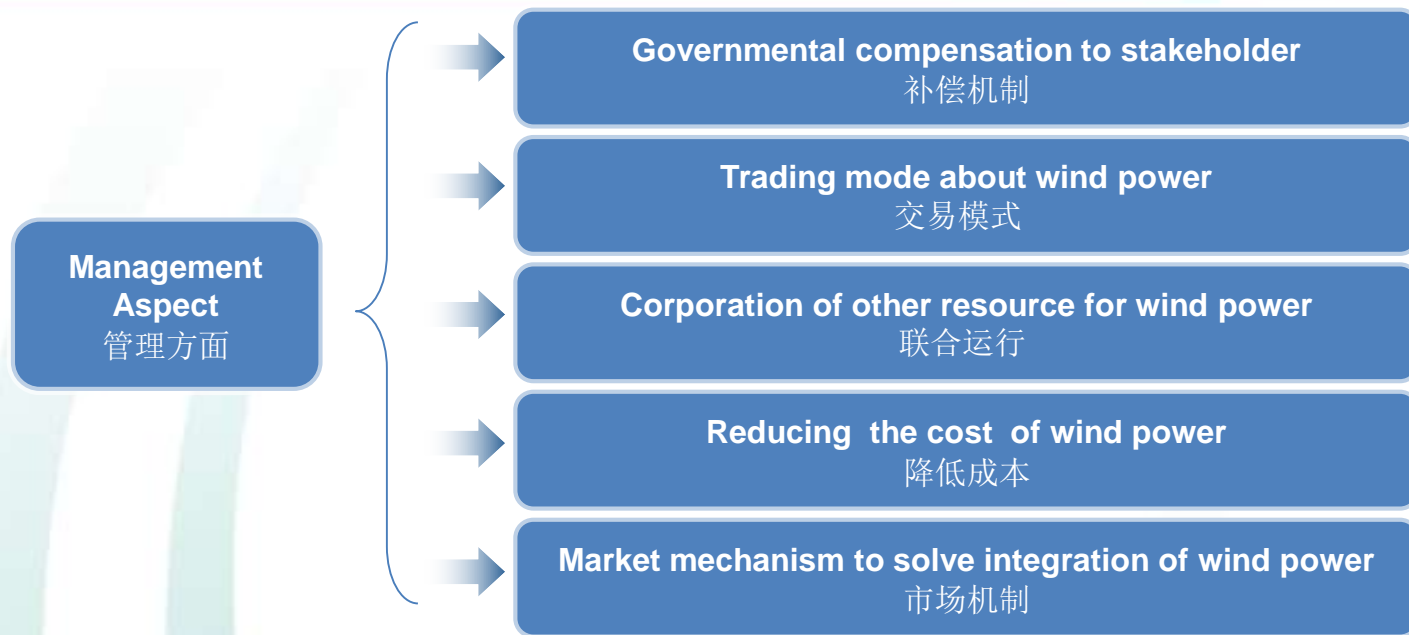 Management
Aspect
管理方面
Governmental compensation to stakeholder
补偿机制
Trading mode about wind power
交易模式
Corporation of other resource for wind power
联合运行
Reducing the cost of wind power
降低成本
Market mechanism to solve integration of wind power
市场机制